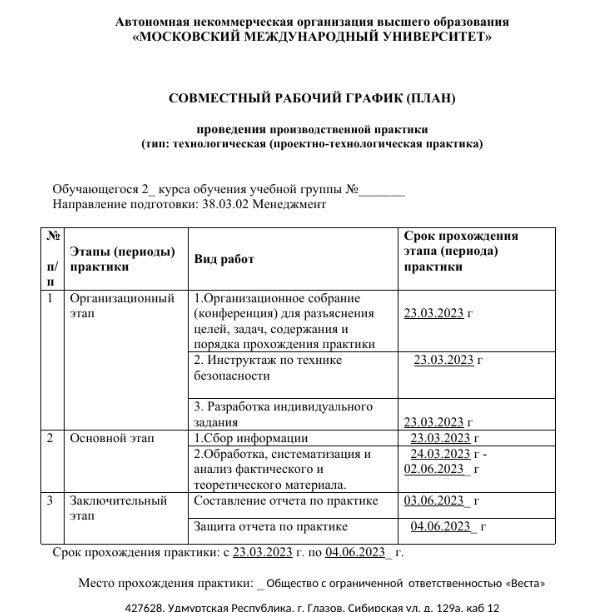 Автономная некоммерческая организация высшего образования
«МОСКОВСКИЙ МЕЖДУНАРОДНЫЙ УНИВЕРСИТЕТ»
СОВМЕСТНЫЙ РАБОЧИЙ ГРАФИК (ПЛАН)
проведения производственной практики
(тип: технологическая (проектно-технологическая практика)
Обучающегося 2_ курса обучения учебной группы №_______
Направление подготовки: 38.03.02 Менеджмент
№
п/
п
Этапы (периоды)
практики
Вид работ
Срок прохождения
этапа (периода)
практики
1
Организационный
этап
1.Организационное собрание
(конференция) для разъяснения
целей, задач, содержания и
порядка прохождения практики
23.03.2023 г
2. Инструктаж по технике
безопасности
23.03.2023 г
3. Разработка индивидуального
задания
23.03.2023 г
2
Основной этап
1.Сбор информации
23.03.2023 г
2.Обработка, систематизация и
анализ фактического и
теоретического материала.
24.03.2023 г -
02.06.2023_ г
3
Заключительный
этап
Составление отчета по практике
03.06.2023_ г
Защита отчета по практике
04.06.2023_ г
Срок прохождения практики: с 23.03.2023 г. по 04.06.2023_ г.
Место прохождения практики: _ Общество с ограниченной ответственностью «Веста»
427628, Удмуртская Республика, г. Глазов, Сибирская ул, д. 129а, каб 12